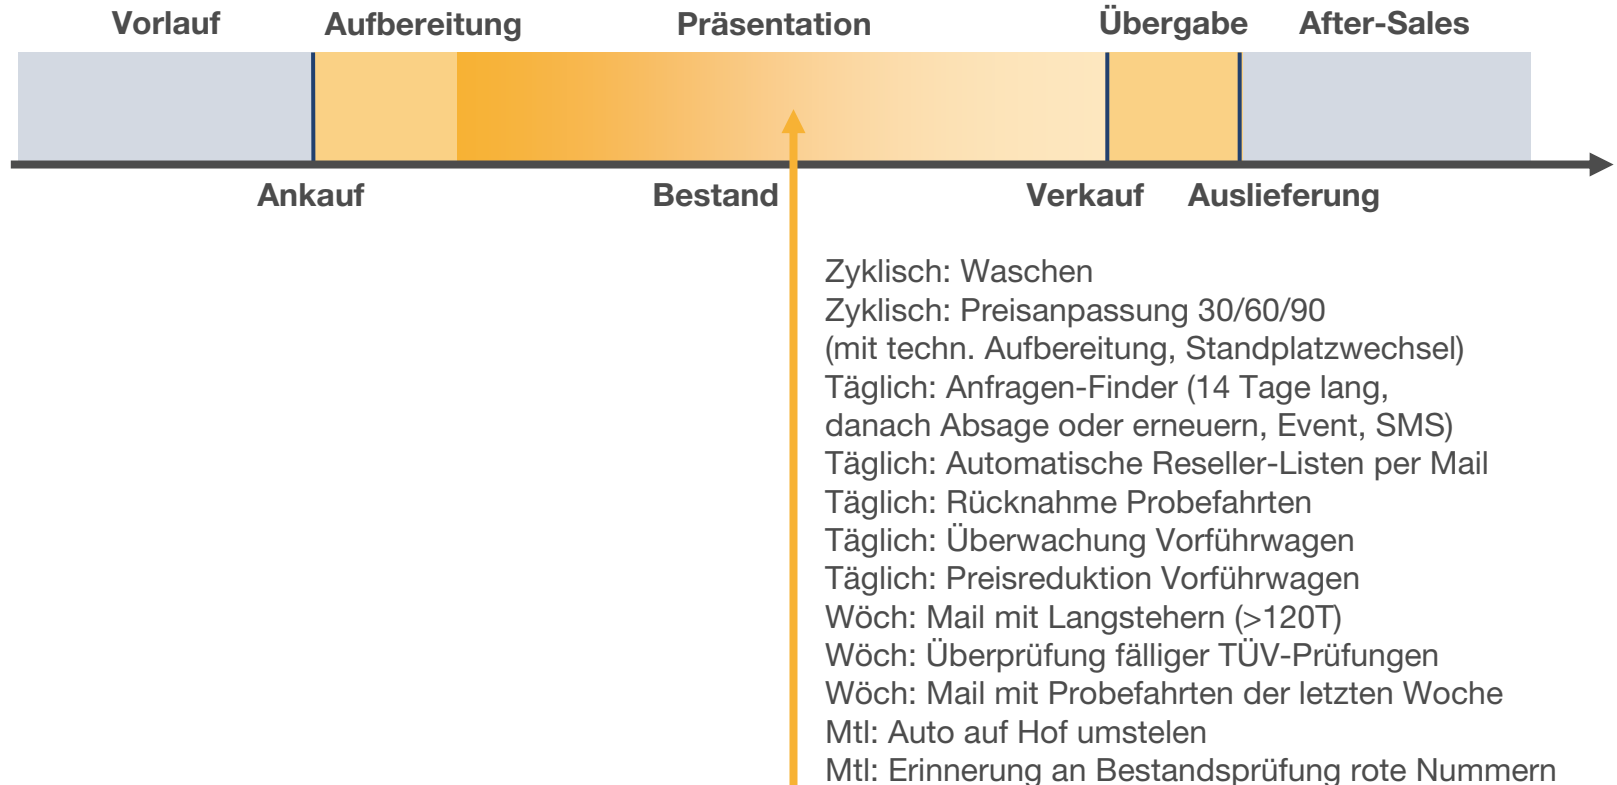 Vorlauf Aufbereitung Präsentation Übergabe After-Sales
Ankauf Bestand Verkauf Auslieferung
Zyklisch: Waschen
Zyklisch: Preisanpassung 30/60/90
(mit techn. Aufbereitung, Standplatzwechsel)
Täglich: Anfragen-Finder (14 Tage lang,
danach Absage oder erneuern, Event, SMS)
Täglich: Automatische Reseller-Listen per Mail
Täglich: Rücknahme Probefahrten
Täglich: Überwachung Vorführwagen
Täglich: Preisreduktion Vorführwagen
Wöch: Mail mit Langstehern (>120T)
Wöch: Überprüfung fälliger TÜV-Prüfungen
Wöch: Mail mit Probefahrten der letzten Woche
Mtl: Auto auf Hof umstelen
Mtl: Erinnerung an Bestandsprüfung rote Nummern